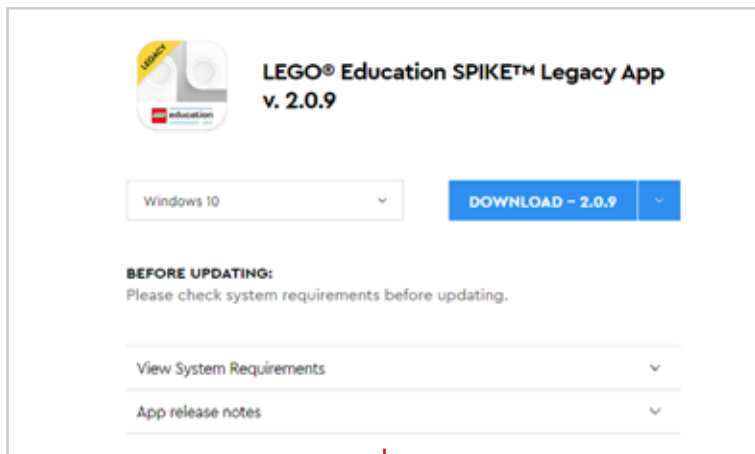 LEGACY
LEGO® Education SPIKE™ Legacy App
v. 2.0.9
education
Windows 10
DOWNLOAD – 2.0.9
BEFORE UPDATING:
Please check system requirements before updating.
View System Requirements
App release notes